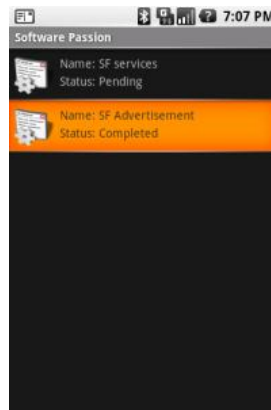 7:07 PM
Software Passion
Name: SF services
Status: Pending
Name: SF Advertisement
Status: Completed